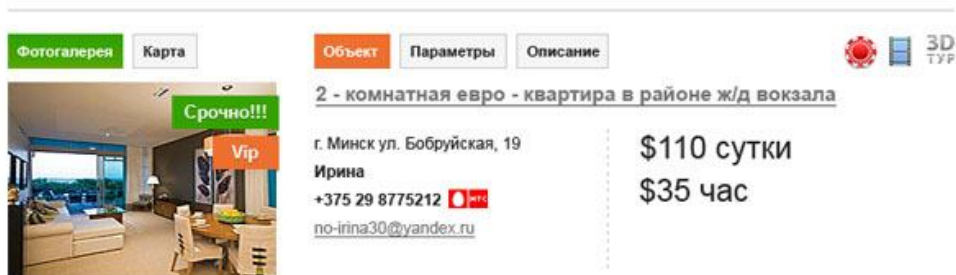 Фотогалерея
Карта
Объект
Параметры
Описание
3D
ТУР
Срочно!!!
Vip
2 - комнатная евро - квартира в районе ж/д вокзала
г. Минск ул. Бобруйская, 19
Ирина
+375 29 8775212 МТС
no-irina30@yandex.ru
$110 сутки
$35 час